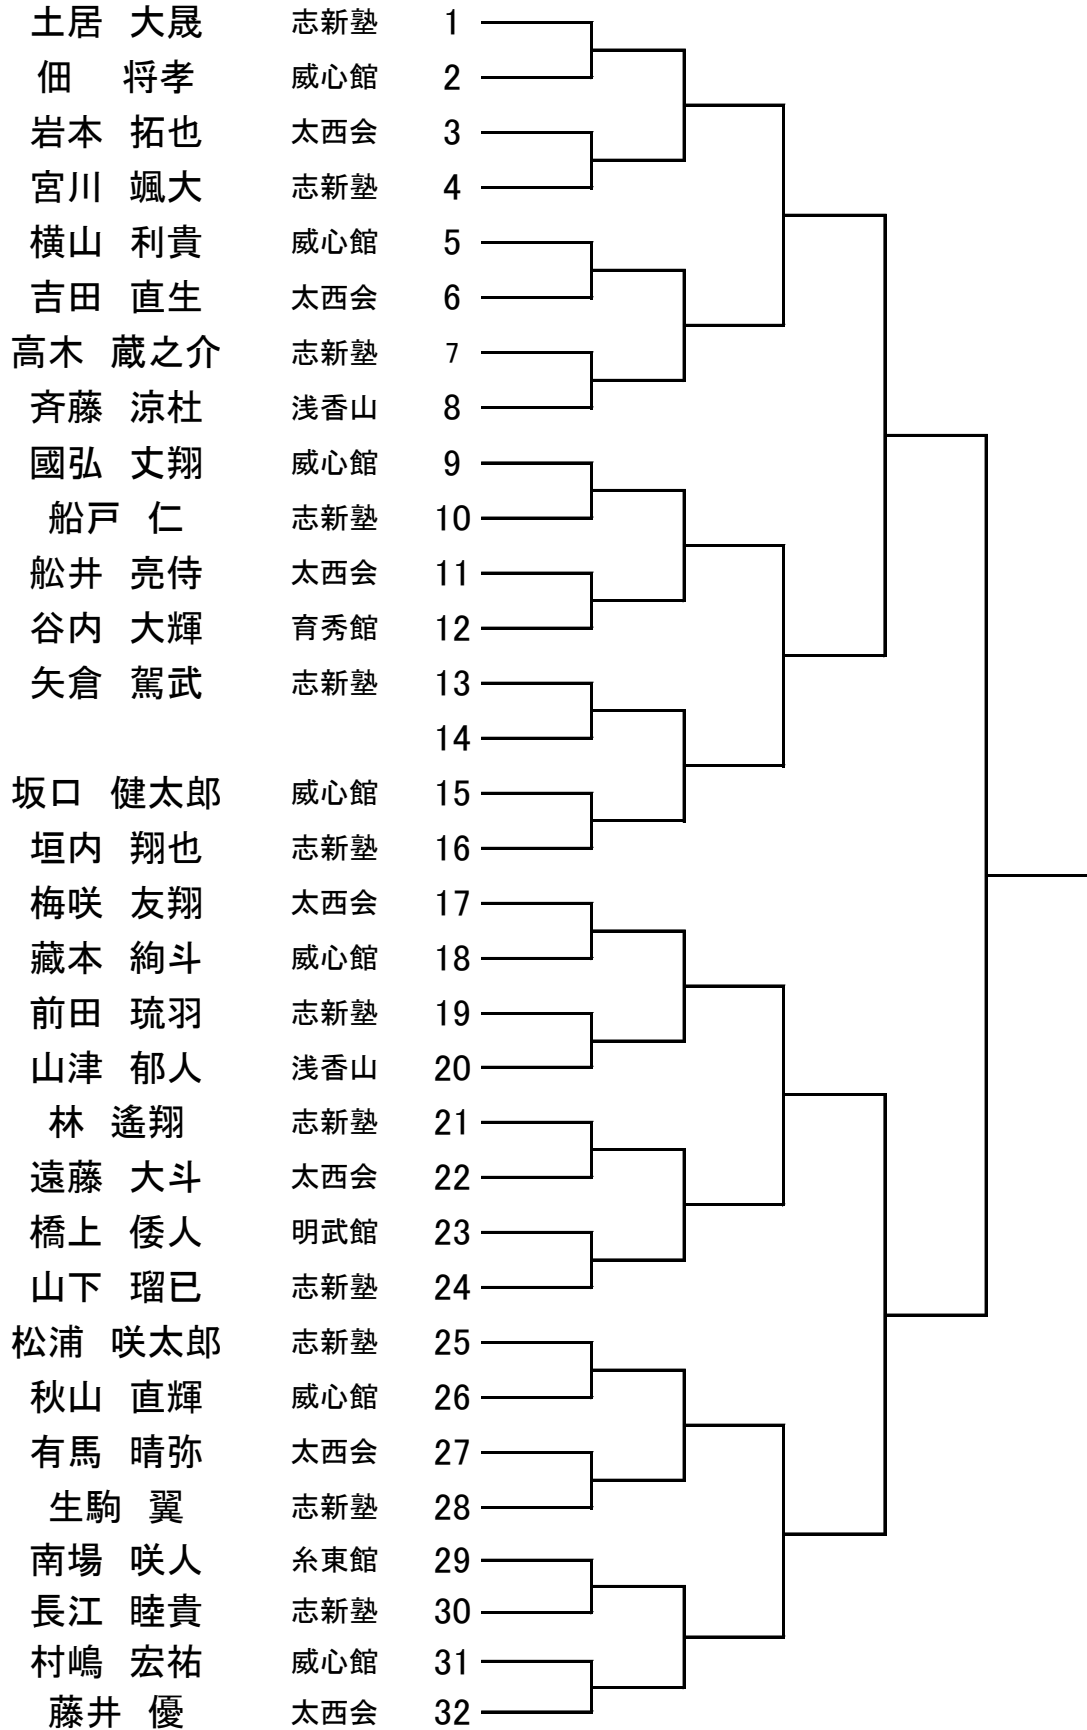 土居 大晟 志新塾 1
佃 将孝 威心館 2
岩本 拓也 太西会 3
宮川 颯大 志新塾 4
横山 利貴 威心館 5
吉田 直生 太西会 6
高木 蔵之介 志新塾 7
斉藤 涼杜 浅香山 8
國弘 丈翔 威心館 9
船戸 仁 志新塾 10
舩井 亮侍 太西会 11
谷内 大輝 育秀館 12
矢倉 駕武 志新塾 13
14
坂口 健太郎 威心館 15
垣内 翔也 志新塾 16
梅咲 友翔 太西会 17
藏本 絢斗 威心館 18
前田 琉羽 志新塾 19
山津 郁人 浅香山 20
林 遙翔 志新塾 21
遠藤 大斗 太西会 22
橋上 倭人 明武館 23
山下 瑠已 志新塾 24
松浦 咲太郎 志新塾 25
秋山 直輝 威心館 26
有馬 晴弥 太西会 27
生駒 翼 志新塾 28
南場 咲人 糸東館 29
長江 睦貴 志新塾 30
村嶋 宏祐 威心館 31
藤井 優 太西会 32